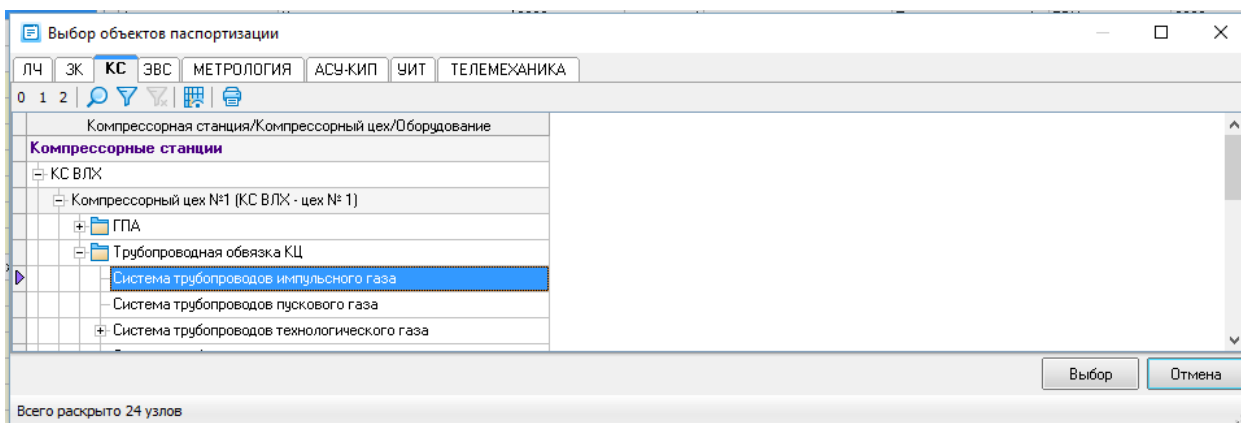 Выбор объектов паспортизации
ЛЧ ЗК КС ЭВС МЕТРОЛОГИЯ АСУ-КИП УИТ ТЕЛЕМЕХАНИКА
0 1 2
Компрессорная станция/Компрессорный цех/Оборудование
Компрессорные станции
КС ВЛХ
Компрессорный цех №1 (КС ВЛХ - цех № 1)
ГПА
Трубопроводная обвязка КЦ
Система трубопроводов импульсного газа
Система трубопроводов пускового газа
Система трубопроводов технологического газа
Выбор Отмена
Всего раскрыто 24 узлов